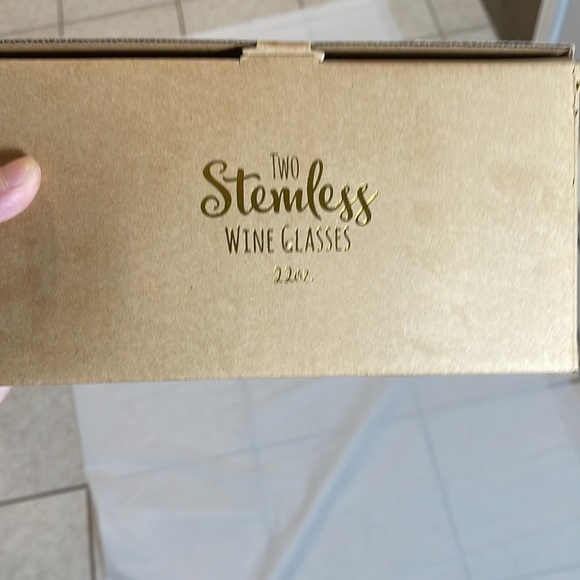 TWO
Stemless
WINE GLASSES
22oz.